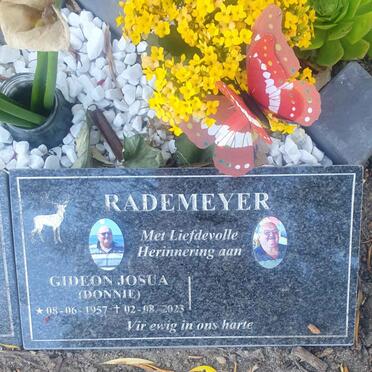 RADEMEYER
Met Liefdevolle
Herinnering aan
GIDEON JOSUA
(DONNIE)
★ 08-06-1957 ✝ 02-08-2023
Vir ewig in ons harte